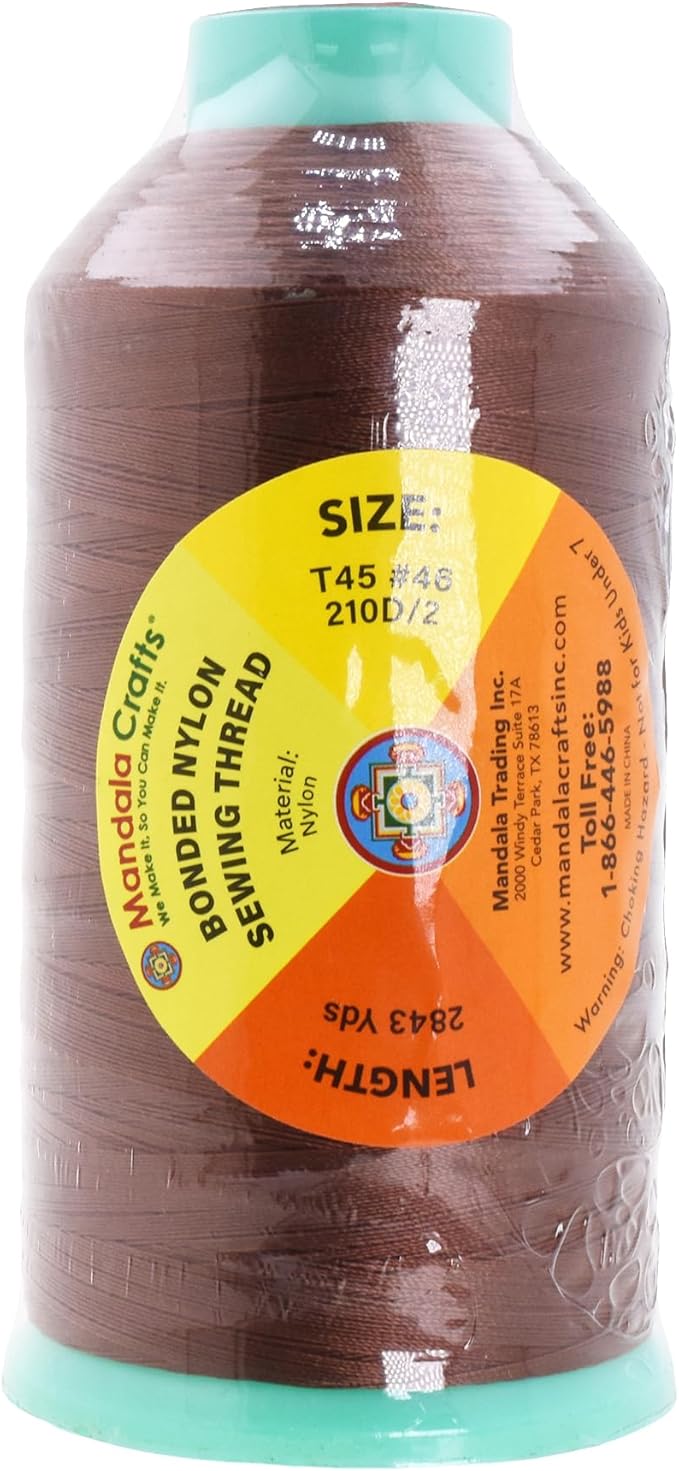 SIZE:
T45 #46
210D/2
Mandala Crafts®
We Make It, So You Can Make It.
BONDED NYLON
SEWING THREAD
Material:
Nylon
Mandala Trading Inc.
2000 Windy Terrace Suite 17A
Cedar Park, TX 78613
www.mandalacraftsinc.com
Toll Free:
1-866-446-5988
MADE IN CHINA
Warning: Choking Hazard - Not for Kids Under 7
LENGTH:
2843 Yds